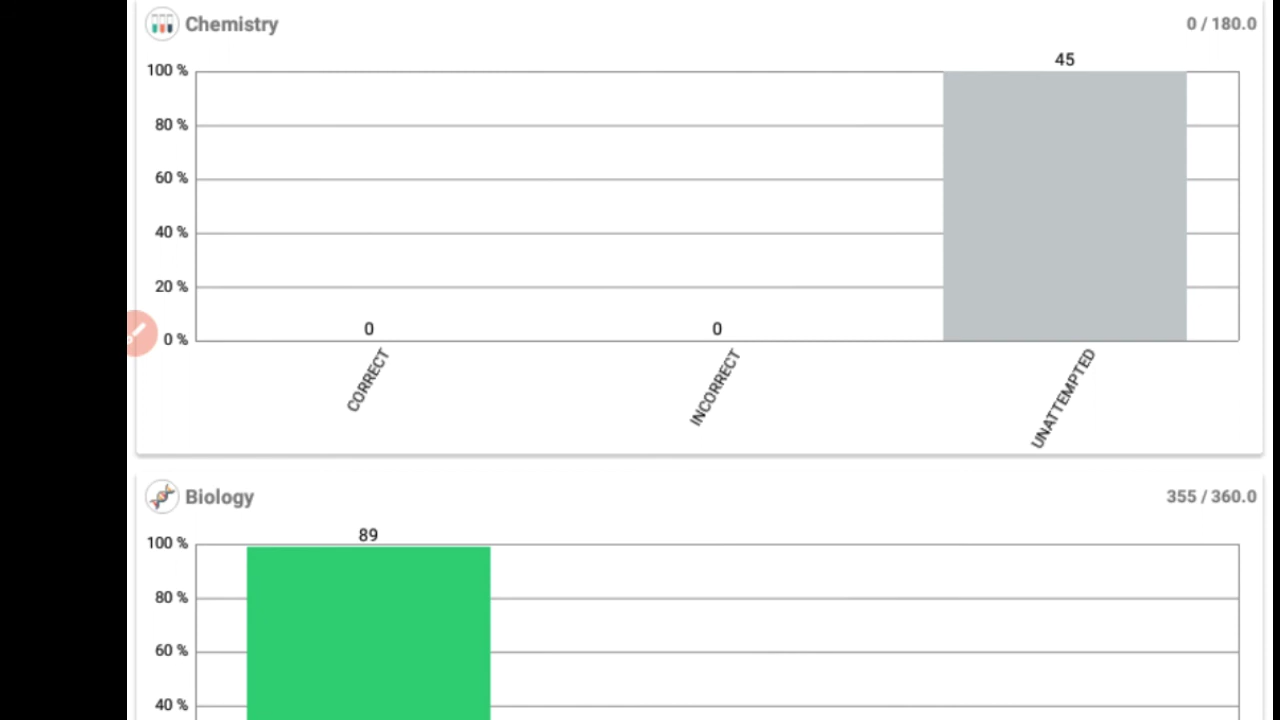 Chemistry
0 / 180.0
45
100 %
80 %
60 %
40 %
20 %
0 %
0
0
CORRECT
INCORRECT
UNATTEMPTED
Biology
355 / 360.0
89
100 %
80 %
60 %
40 %